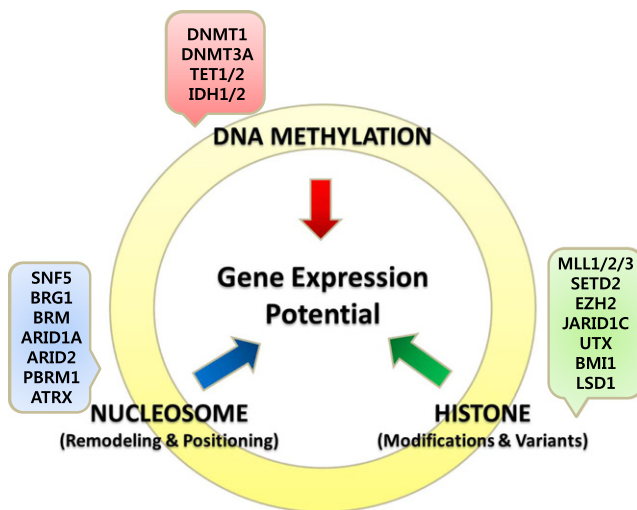 DNMT1
DNMT3A
TET1/2
IDH1/2
DNA METHYLATION
Gene Expression
Potential
SNF5
BRG1
BRM
ARID1A
ARID2
PBRM1
ATRX
MLL1/2/3
SETD2
EZH2
JARID1C
UTX
BMI1
LSD1
NUCLEOSOME
(Remodeling & Positioning)
HISTONE
(Modifications & Variants)